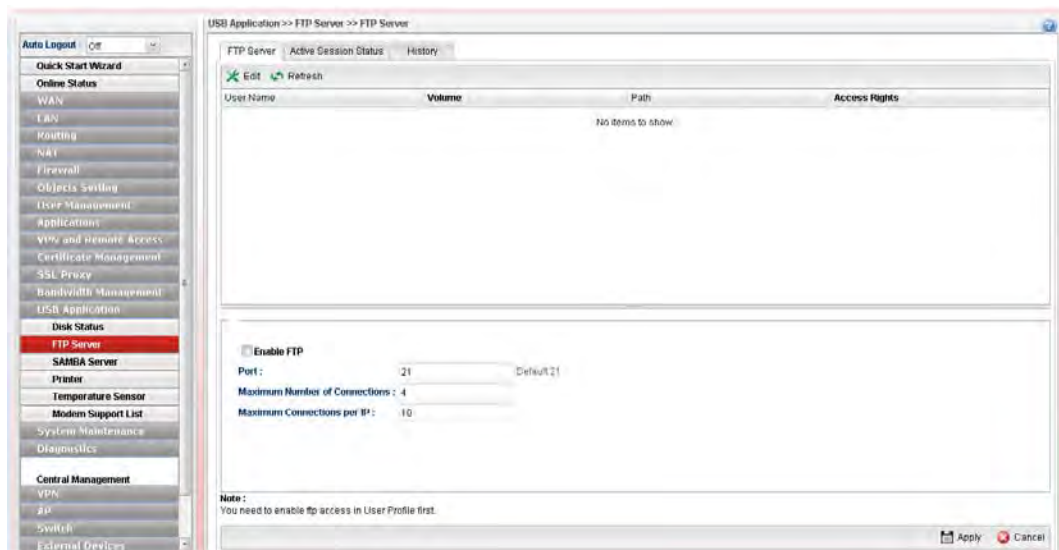 USB Application >> FTP Server >> FTP Server
Auto Logout : Off
Quick Start Wizard
Online Status
WAN
LAN
Routing
NAT
Firewall
Objects Setting
User Management
Applications
VPN and Remote Access
Certificate Management
SSL Proxy
Bandwidth Management
USB Application
Disk Status
FTP Server
SAMBA Server
Printer
Temperature Sensor
Modem Support List
System Maintenance
Diagnostics
Central Management
VPN
AP
Switch
External Devices
FTP Server Active Session Status History
Edit Refresh
User Name Volume Path Access Rights
No items to show.
Enable FTP
Port : 21 Default:21
Maximum Number of Connections : 4
Maximum Connections per IP : 10
Note :
You need to enable ftp access in User Profile first.
Apply Cancel